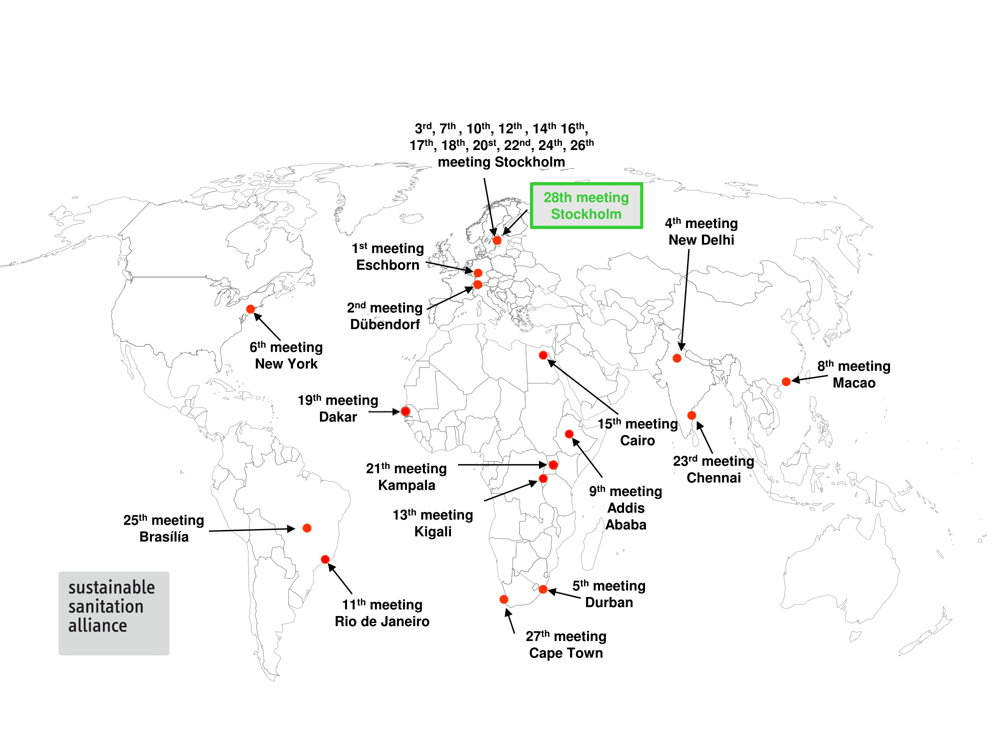 3rd, 7th , 10th, 12th , 14th 16th,
17th, 18th, 20st, 22nd, 24th, 26th
meeting Stockholm
28th meeting
Stockholm
4th meeting
New Delhi
1st meeting
Eschborn
2nd meeting
Dübendorf
6th meeting
New York
8th meeting
Macao
19th meeting
Dakar
15th meeting
Cairo
23rd meeting
Chennai
21th meeting
Kampala
9th meeting
Addis
Ababa
13th meeting
Kigali
25th meeting
Brasílía
5th meeting
Durban
11th meeting
Rio de Janeiro
27th meeting
Cape Town
sustainable
sanitation
alliance